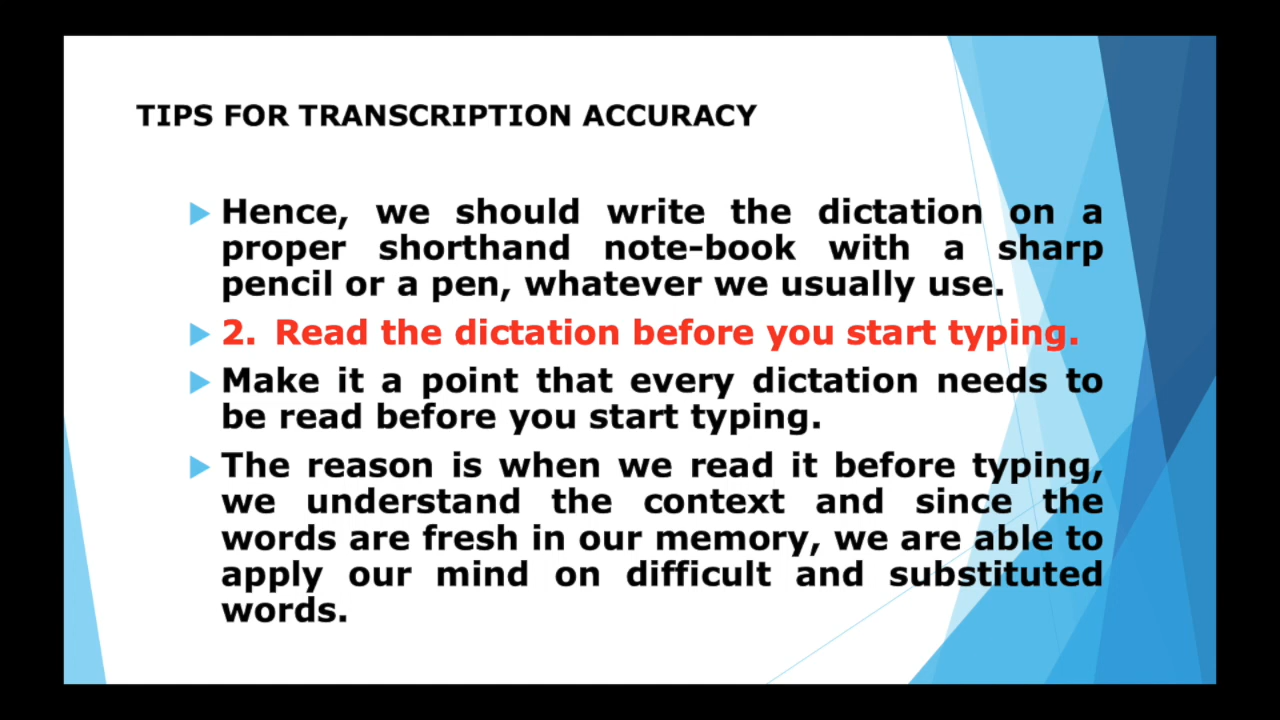 TIPS FOR TRANSCRIPTION ACCURACY
Hence, we should write the dictation on a
proper shorthand note-book with a sharp
pencil or a pen, whatever we usually use.
2. Read the dictation before you start typing.
Make it a point that every dictation needs to
be read before you start typing.
The reason is when we read it before typing,
we understand the context and since the
words are fresh in our memory, we are able to
apply our mind on difficult and substituted
words.